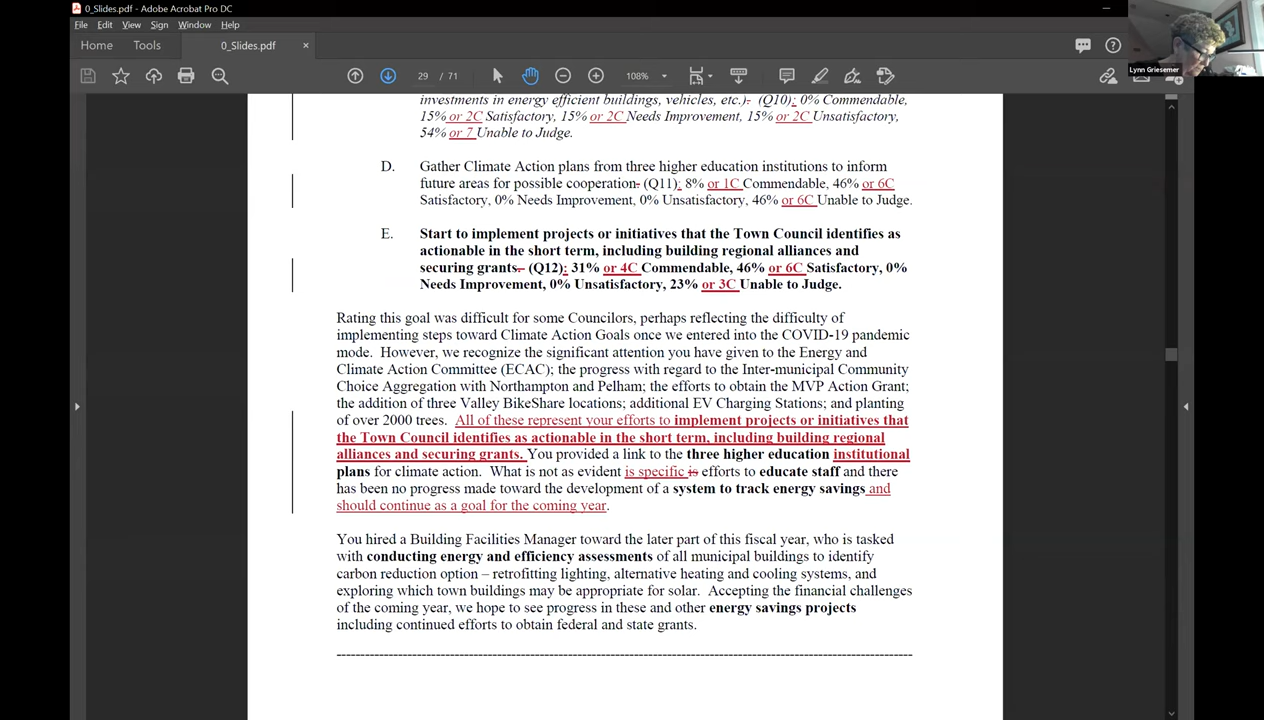 0_Slides.pdf - Adobe Acrobat Pro DC
File Edit View Sign Window Help
Home Tools 0_Slides.pdf ×
29 / 71 108%
Lynn Griesemer
investments in energy efficient buildings, vehicles, etc.). (Q10): 0% Commendable,
15% or 2C Satisfactory, 15% or 2C Needs Improvement, 15% or 2C Unsatisfactory,
54% or 7 Unable to Judge.
D. Gather Climate Action plans from three higher education institutions to inform
future areas for possible cooperation. (Q11): 8% or 1C Commendable, 46% or 6C
Satisfactory, 0% Needs Improvement, 0% Unsatisfactory, 46% or 6C Unable to Judge.
E. Start to implement projects or initiatives that the Town Council identifies as
actionable in the short term, including building regional alliances and
securing grants. (Q12): 31% or 4C Commendable, 46% or 6C Satisfactory, 0%
Needs Improvement, 0% Unsatisfactory, 23% or 3C Unable to Judge.
Rating this goal was difficult for some Councilors, perhaps reflecting the difficulty of
implementing steps toward Climate Action Goals once we entered into the COVID-19 pandemic
mode. However, we recognize the significant attention you have given to the Energy and
Climate Action Committee (ECAC); the progress with regard to the Inter-municipal Community
Choice Aggregation with Northampton and Pelham; the efforts to obtain the MVP Action Grant;
the addition of three Valley BikeShare locations; additional EV Charging Stations; and planting
of over 2000 trees. All of these represent your efforts to implement projects or initiatives that
the Town Council identifies as actionable in the short term, including building regional
alliances and securing grants. You provided a link to the three higher education institutional
plans for climate action. What is not as evident is specific is efforts to educate staff and there
has been no progress made toward the development of a system to track energy savings and
should continue as a goal for the coming year.
You hired a Building Facilities Manager toward the later part of this fiscal year, who is tasked
with conducting energy and efficiency assessments of all municipal buildings to identify
carbon reduction option – retrofitting lighting, alternative heating and cooling systems, and
exploring which town buildings may be appropriate for solar. Accepting the financial challenges
of the coming year, we hope to see progress in these and other energy savings projects
including continued efforts to obtain federal and state grants.